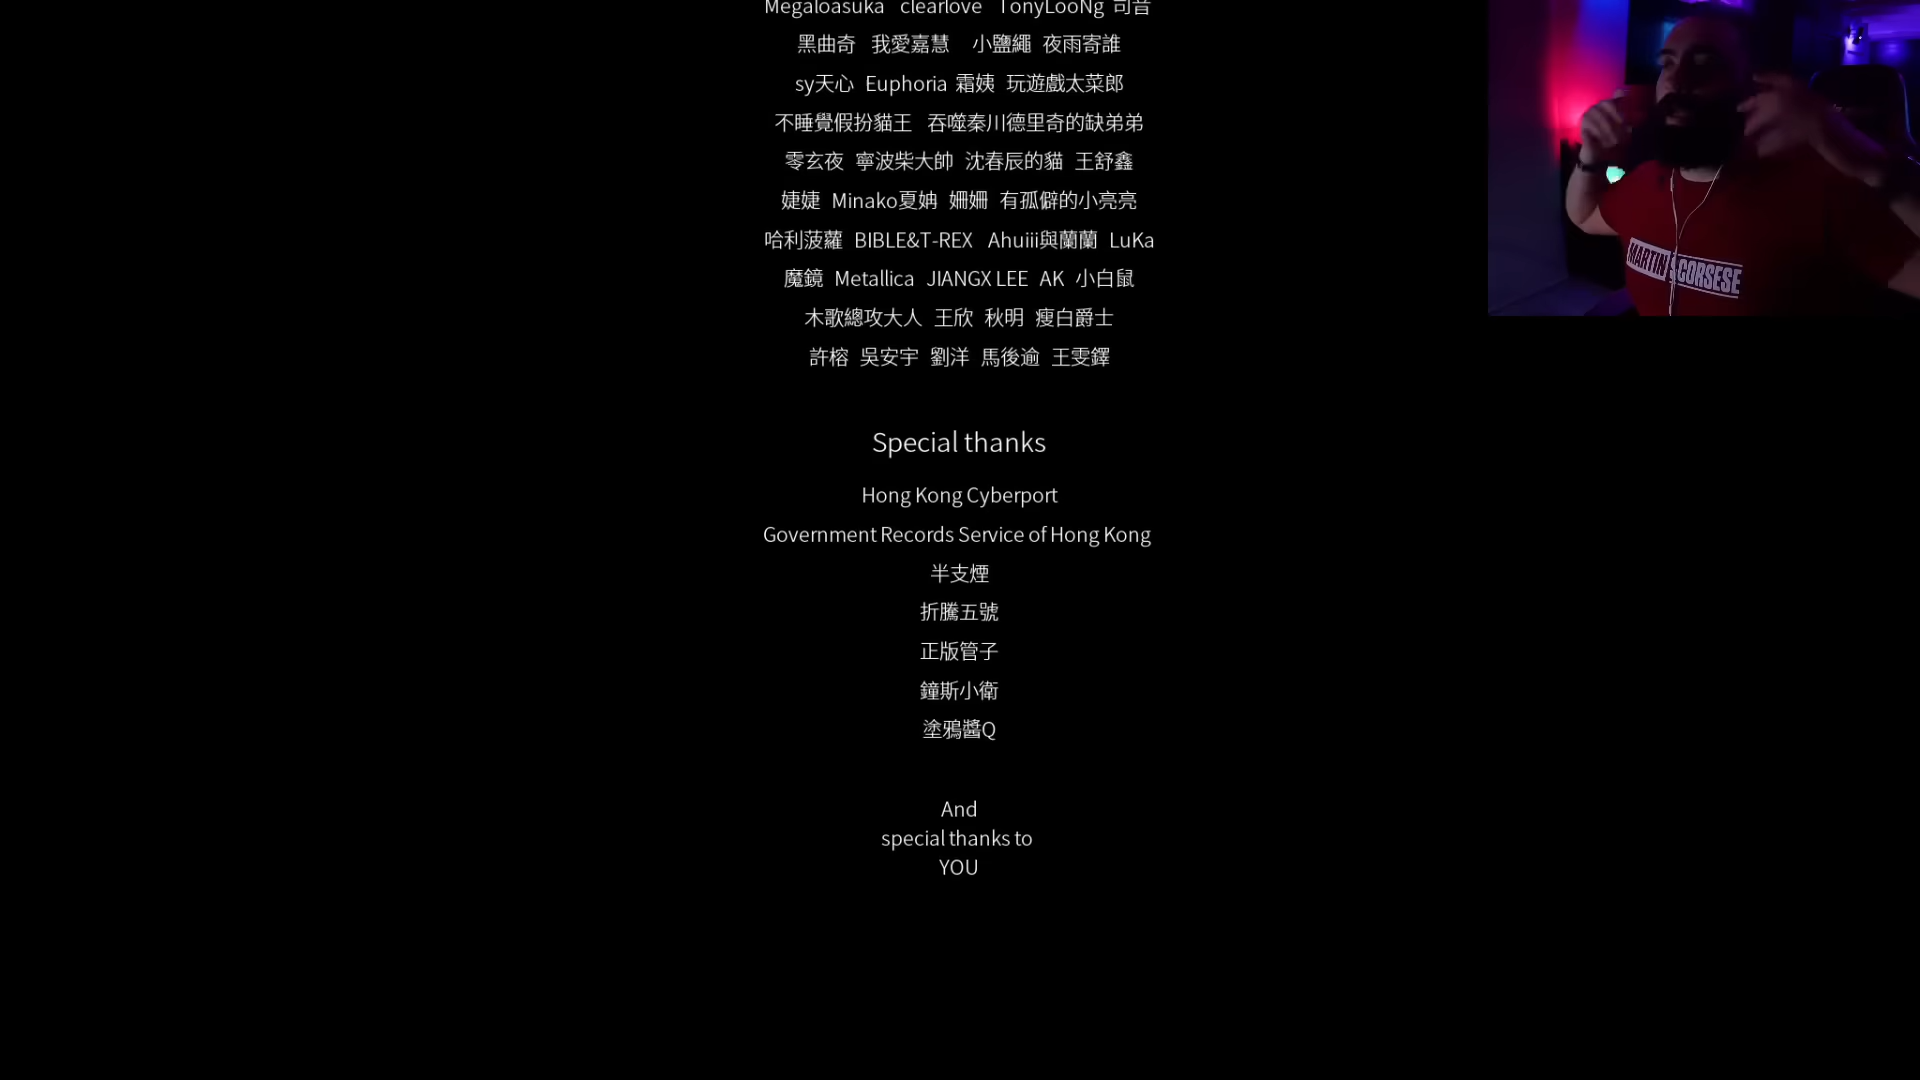 Megaloasuka clearlove TonyLooNg 司音
黑曲奇 我愛嘉慧 小鹽繩 夜雨寄誰
sy天心 Euphoria 霜姨 玩遊戲太菜郎
不睡覺假扮貓王 吞噬秦川德里奇的缺弟弟
零玄夜 寧波柴大帥 沈春辰的貓 王舒鑫
婕婕 Minako夏妠 姍姍 有孤僻的小亮亮
哈利菠蘿 BIBLE&T-REX Ahuiii與蘭蘭 LuKa
魔鏡 Metallica JIANGX LEE AK 小白鼠
木歌總攻大人 王欣 秋明 瘦白爵士
許榕 吳安宇 劉洋 馬後逾 王雯鐸
Special thanks
Hong Kong Cyberport
Government Records Service of Hong Kong
半支煙
折騰五號
正版管子
鐘斯小衛
塗鴉醬Q
And
special thanks to
YOU
MARTIN SCORSESE